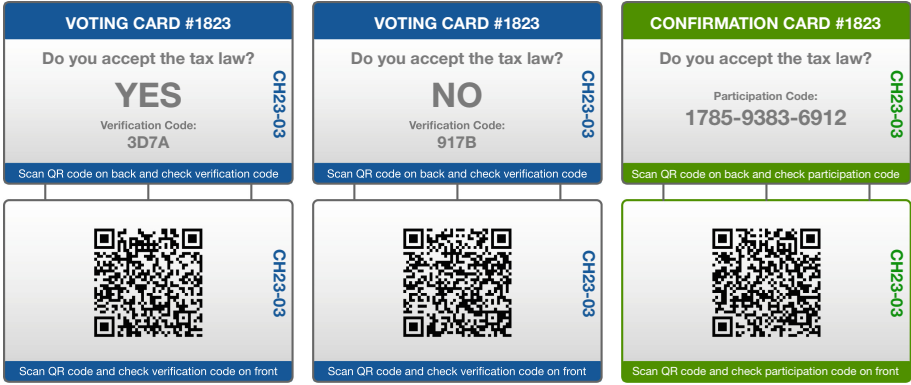 VOTING CARD #1823
Do you accept the tax law?
YES
Verification Code:
3D7A
CH23-03
Scan QR code on back and check verification code
VOTING CARD #1823
Do you accept the tax law?
NO
Verification Code:
917B
CH23-03
Scan QR code on back and check verification code
CONFIRMATION CARD #1823
Do you accept the tax law?
Participation Code:
1785-9383-6912
CH23-03
Scan QR code on back and check participation code
CH23-03
Scan QR code and check verification code on front
CH23-03
Scan QR code and check verification code on front
CH23-03
Scan QR code and check participation code on front